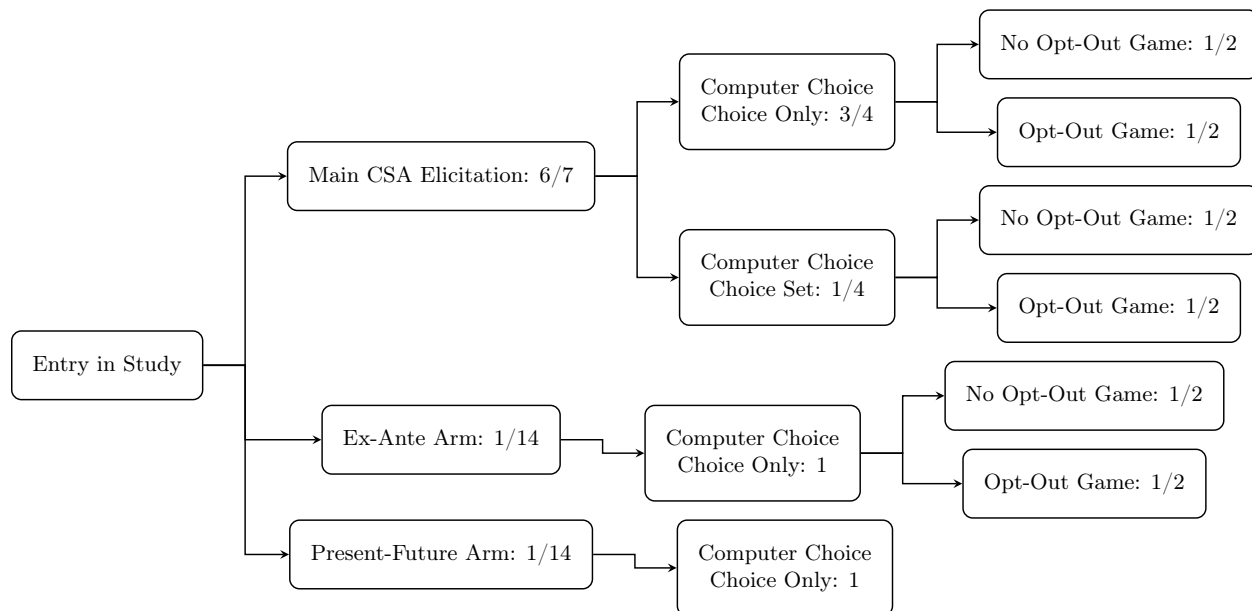 Entry in Study
Main CSA Elicitation: 6/7
Computer Choice
Choice Only: 3/4
No Opt-Out Game: 1/2
Opt-Out Game: 1/2
Computer Choice
Choice Set: 1/4
No Opt-Out Game: 1/2
Opt-Out Game: 1/2
Ex-Ante Arm: 1/14
Computer Choice
Choice Only: 1
No Opt-Out Game: 1/2
Opt-Out Game: 1/2
Present-Future Arm: 1/14
Computer Choice
Choice Only: 1